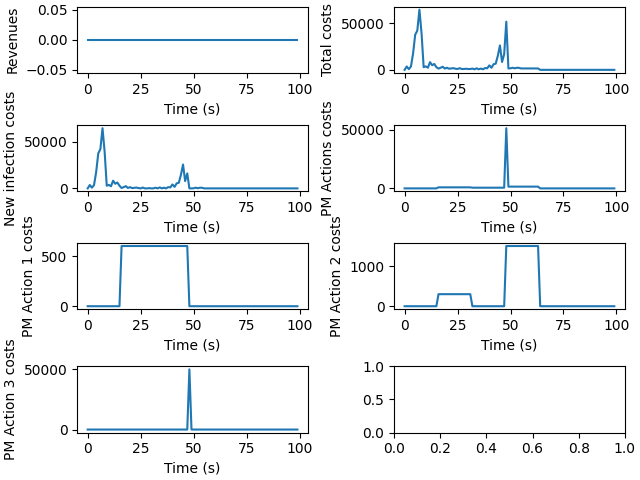 Revenues
0.05
0.00
−0.05
0 25 50 75 100
Time (s)
Total costs
50000
0
0 25 50 75 100
Time (s)
New infection costs
50000
0
0 25 50 75 100
Time (s)
PM Actions costs
50000
0
0 25 50 75 100
Time (s)
PM Action 1 costs
500
0
0 25 50 75 100
Time (s)
PM Action 2 costs
1000
0
0 25 50 75 100
Time (s)
PM Action 3 costs
50000
0
0 25 50 75 100
Time (s)
1.0
0.5
0.0
0.0 0.2 0.4 0.6 0.8 1.0